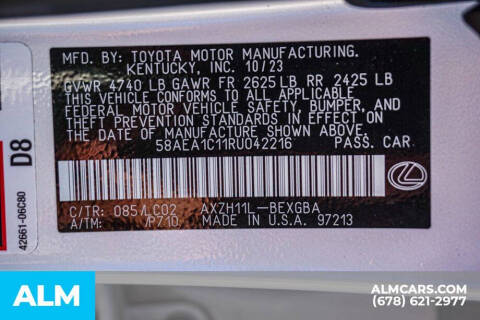 MFD. BY: TOYOTA MOTOR MANUFACTURING.
KENTUCKY, INC. 10/23
GVWR 4740 LB GAWR FR 2625 LB RR 2425 LB
THIS VEHICLE CONFORMS TO ALL APPLICABLE
FEDERAL MOTOR VEHICLE SAFETY, BUMPER, AND
THEFT PREVENTION STANDARDS IN EFFECT ON
THE DATE OF MANUFACTURE SHOWN ABOVE.
58AEA1C11RU042216 PASS. CAR
C/TR: 085/LC02 AXZH11L-BEXGBA
A/TM: /P710 MADE IN U.S.A. 97213
D8
42661-06C80
ALM
ALMCARS.COM
(678) 621-2977